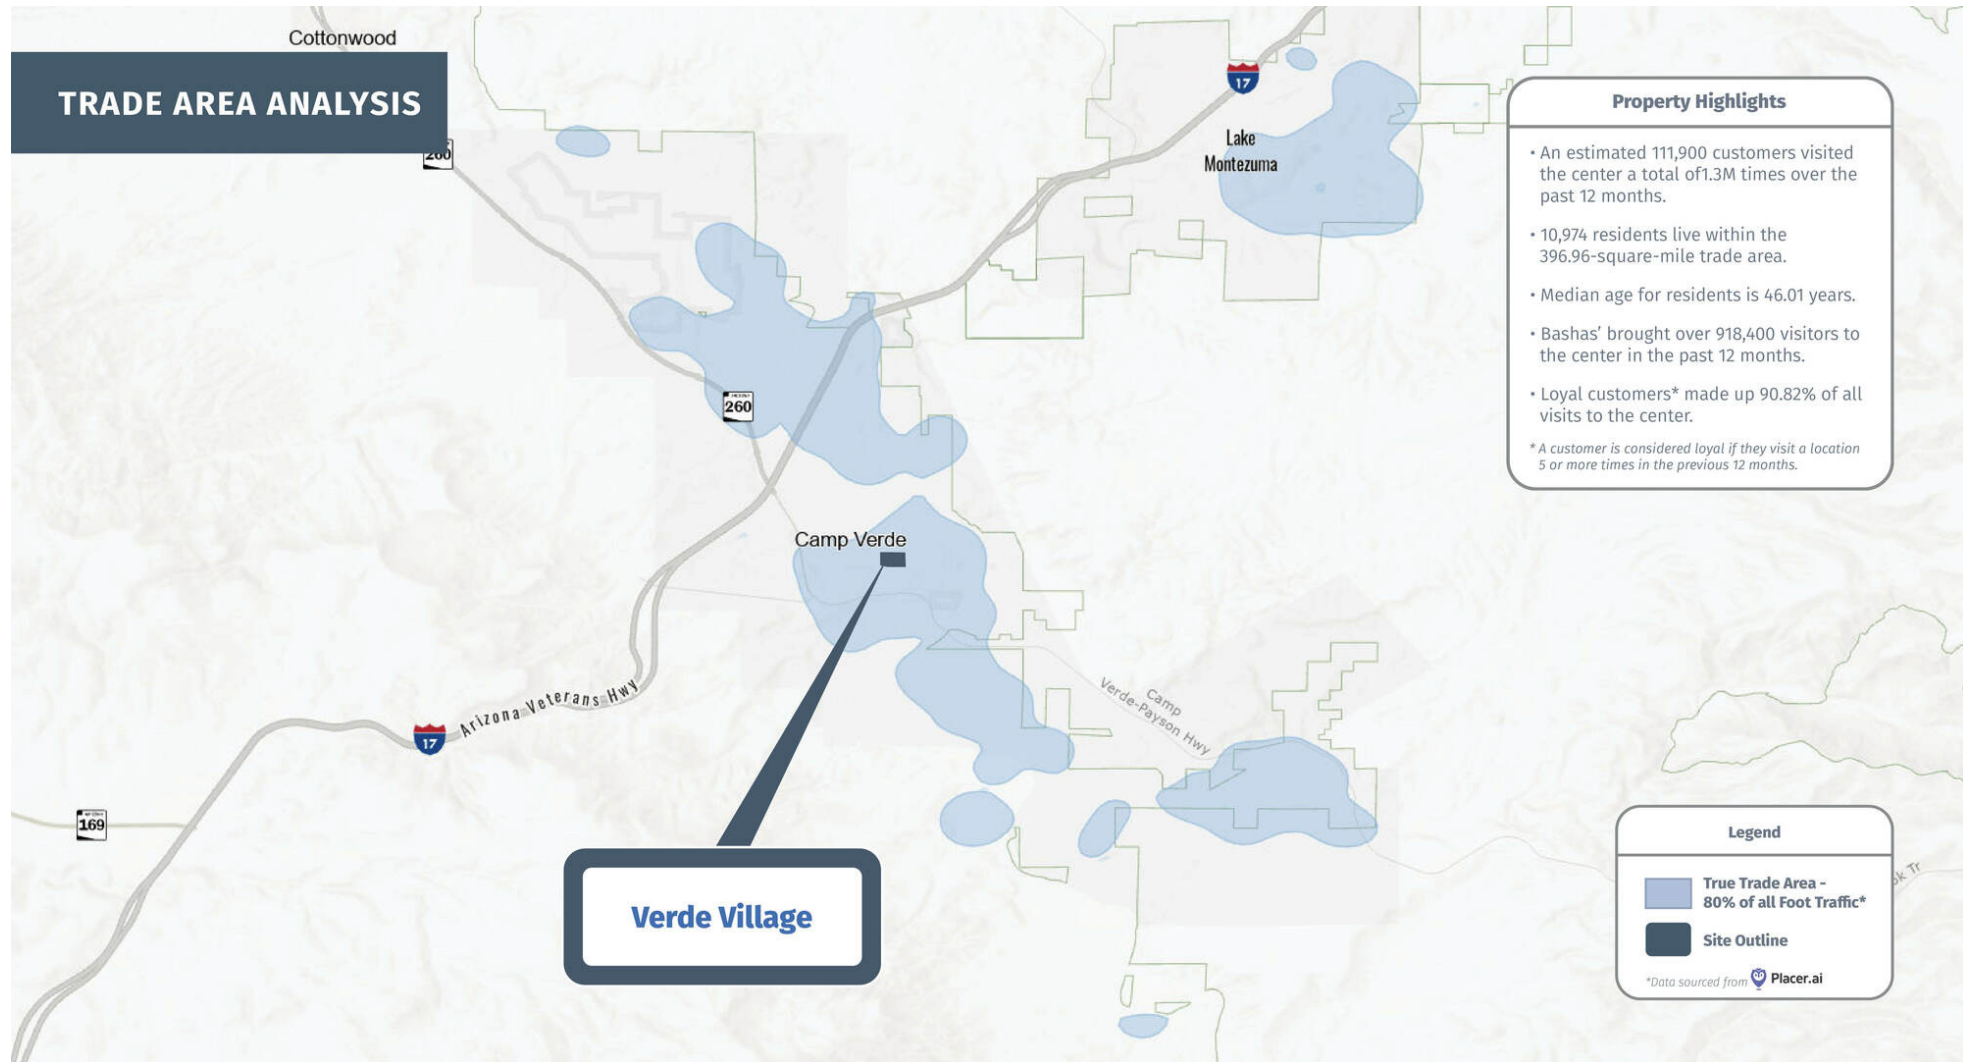 Cottonwood
TRADE AREA ANALYSIS
260
17
Lake
Montezuma
260
Camp Verde
Arizona Veterans Hwy
17
169
Camp
Verde-Payson Hwy
Verde Village
Property Highlights
• An estimated 111,900 customers visited
the center a total of1.3M times over the
past 12 months.
• 10,974 residents live within the
396.96-square-mile trade area.
• Median age for residents is 46.01 years.
• Bashas’ brought over 918,400 visitors to
the center in the past 12 months.
• Loyal customers* made up 90.82% of all
visits to the center.
* A customer is considered loyal if they visit a location
5 or more times in the previous 12 months.
Legend
True Trade Area -
80% of all Foot Traffic*
Site Outline
*Data sourced from Placer.ai
Tr